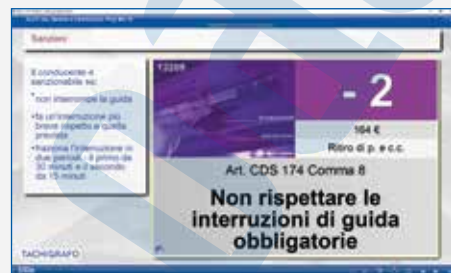 Sanzioni
Il conducente è
sanzionabile se:
non interrompe la guida
•fa un'interruzione più
breve rispetto a quella
prevista
•fraziona l'interruzione in
due periodi - il primo da
30 minuti e il secondo
da 15 minuti
- 2
164 €
Ritiro di p. e c.c.
Art. CDS 174 Comma 8
Non rispettare le
interruzioni di guida
obbligatorie
TACHIGRAFO